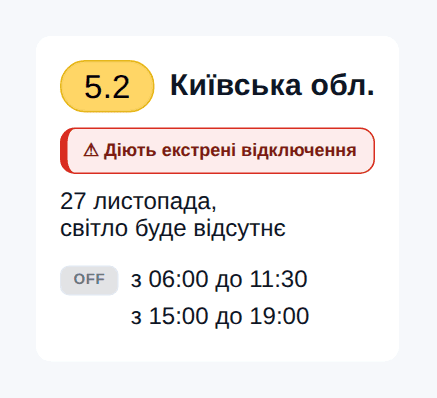 5.2 Київська обл.
⚠ Діють екстрені відключення
27 листопада,
світло буде відсутнє
OFF з 06:00 до 11:30
з 15:00 до 19:00